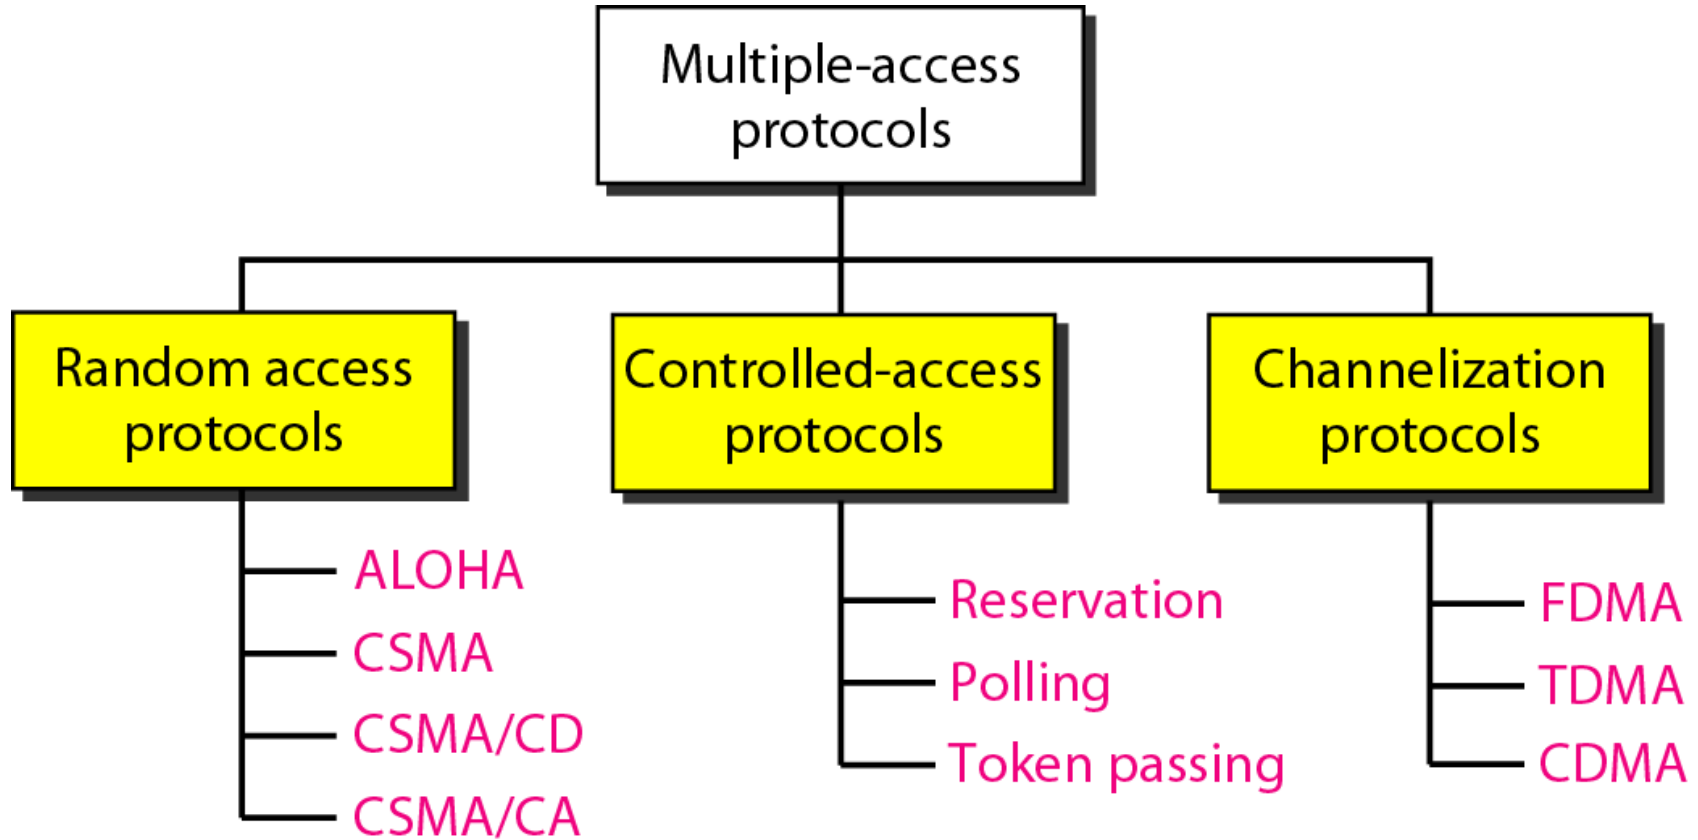 Multiple-access
protocols
Random access
protocols
Controlled-access
protocols
Channelization
protocols
ALOHA
CSMA
CSMA/CD
CSMA/CA
Reservation
Polling
Token passing
FDMA
TDMA
CDMA